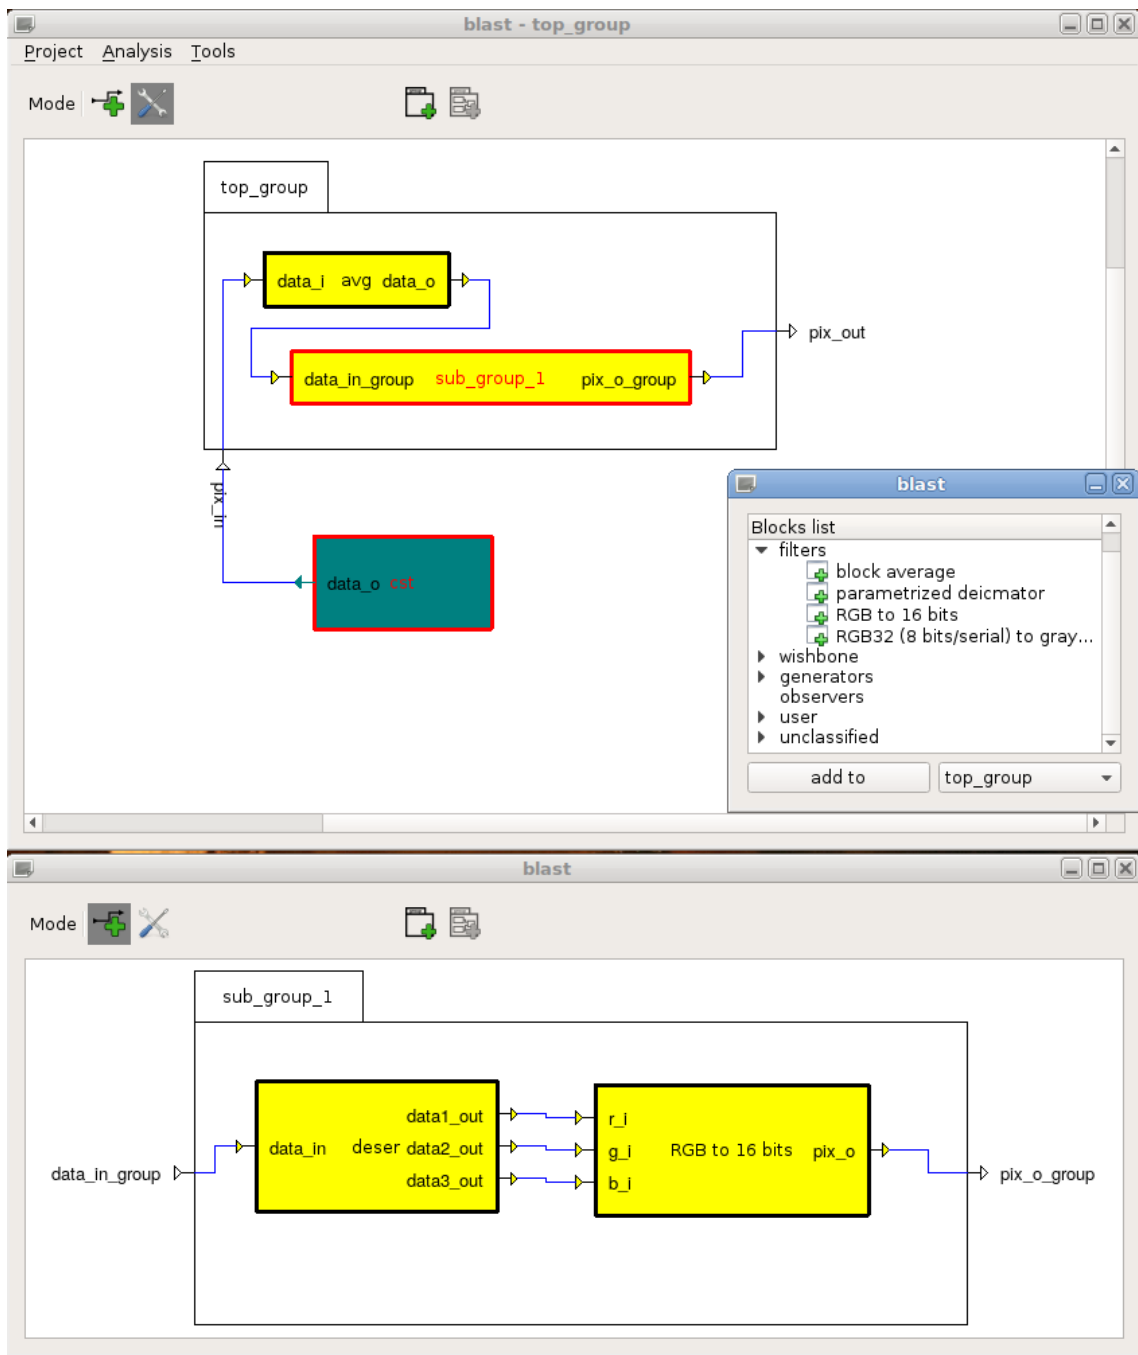 blast - top_group
Project Analysis Tools
Mode
top_group
data_i avg data_o
pix_out
data_in_group sub_group_1 pix_o_group
pix_in
data_o cst
blast
Blocks list
filters
block average
parametrized deicmator
RGB to 16 bits
RGB32 (8 bits/serial) to gray...
wishbone
generators
observers
user
unclassified
add to top_group
blast
Mode
sub_group_1
data1_out r_i
data_in deser data2_out g_i RGB to 16 bits pix_o
data3_out b_i
data_in_group pix_o_group